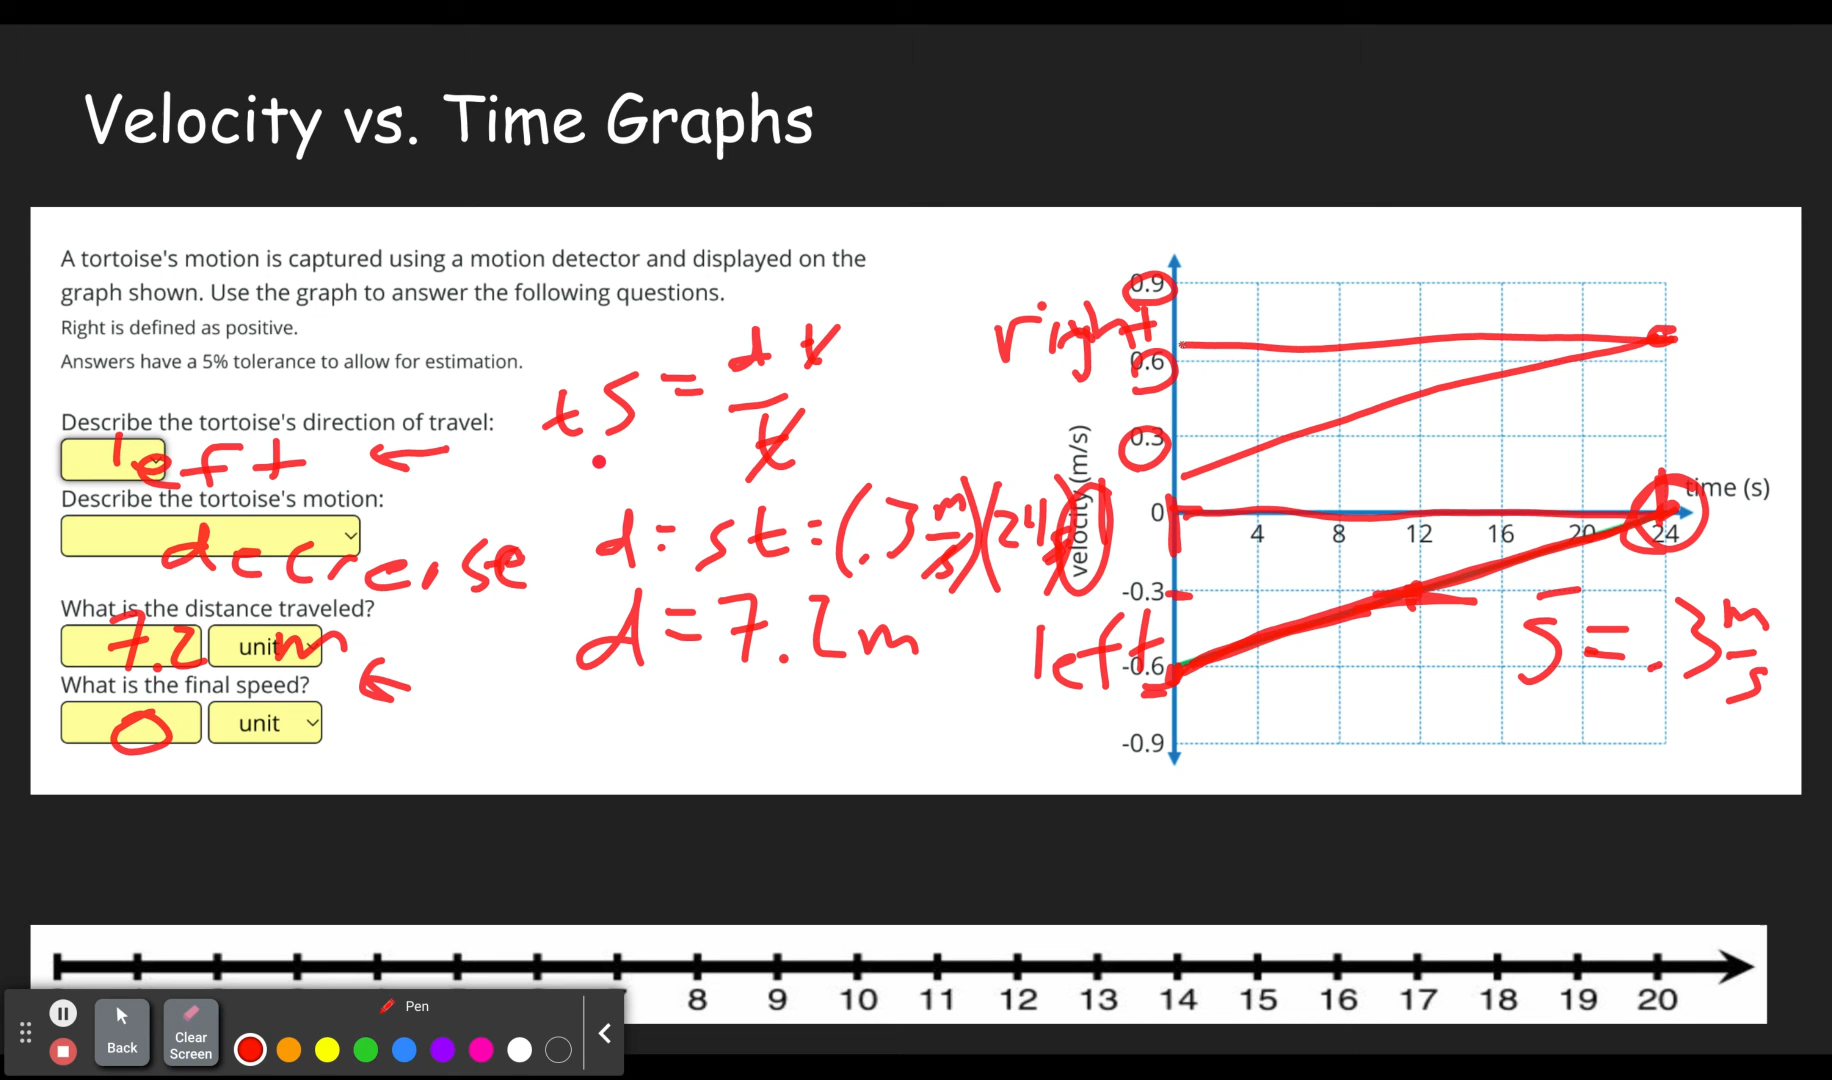 Velocity vs. Time Graphs
A tortoise's motion is captured using a motion detector and displayed on the
graph shown. Use the graph to answer the following questions.
Right is defined as positive.
Answers have a 5% tolerance to allow for estimation.
Describe the tortoise's direction of travel:
left ←
Describe the tortoise's motion:
decrease
What is the distance traveled?
7.2 unit m
What is the final speed?
0 unit
t S = d t
t
d = st = (.3 m/s)(24s)
d = 7.2 m
right +
left -
S = .3 m/s
velocity (m/s)
time (s)
0.9
0.6
0.3
0
-0.3
-0.6
-0.9
4 8 12 16 20 24
8 9 10 11 12 13 14 15 16 17 18 19 20
Pen
Back
Clear
Screen